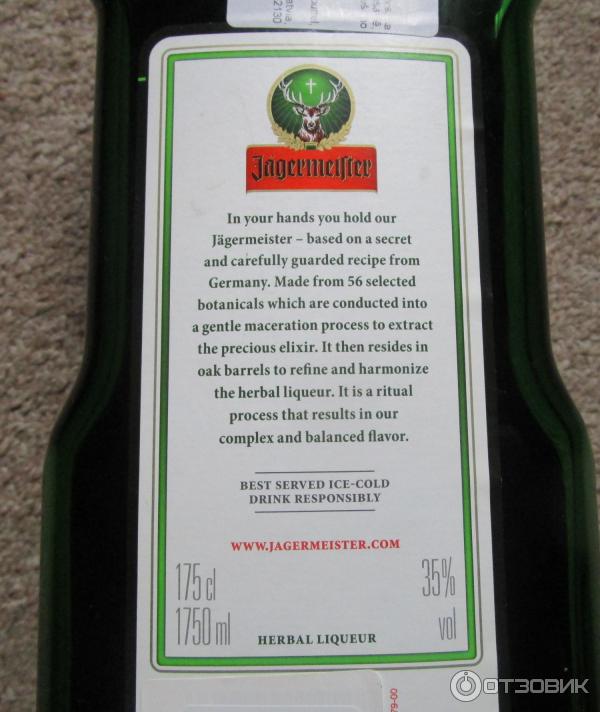 2130
Jägermeister
In your hands you hold our
Jägermeister – based on a secret
and carefully guarded recipe from
Germany. Made from 56 selected
botanicals which are conducted into
a gentle maceration process to extract
the precious elixir. It then resides in
oak barrels to refine and harmonize
the herbal liqueur. It is a ritual
process that results in our
complex and balanced flavor.
BEST SERVED ICE-COLD
DRINK RESPONSIBLY
WWW.JAGERMEISTER.COM
175 cl 35%
1750 ml vol
HERBAL LIQUEUR
79-00
ОТЗОВИК